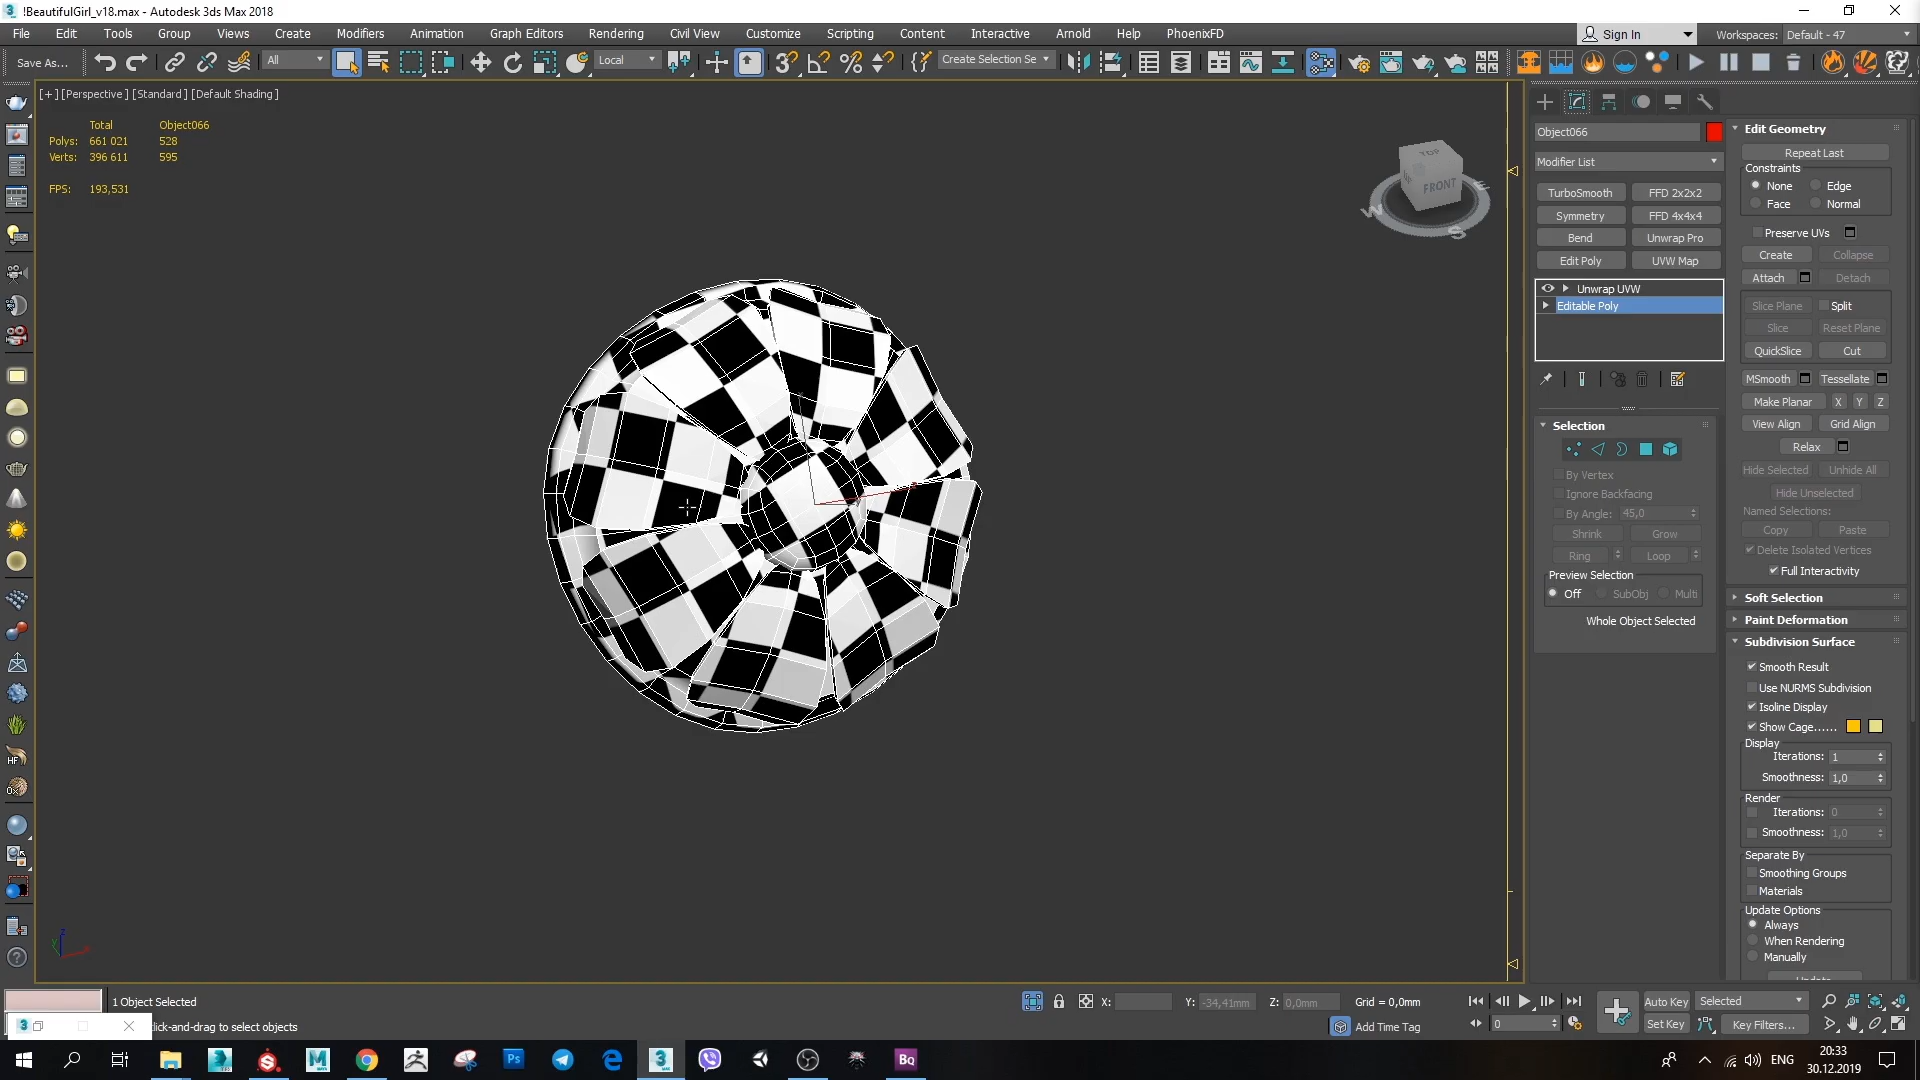 !BeautifulGirl_v18.max - Autodesk 3ds Max 2018
File Edit Tools Group Views Create Modifiers Animation Graph Editors Rendering Civil View Customize Scripting Content Interactive Arnold Help PhoenixFD
Sign In
Workspaces: Default - 47
Save As...
All
Local
Create Selection Se
[+] [Perspective] [Standard] [Default Shading]
Total Object066
Polys: 661 021 528
Verts: 396 611 595
FPS: 193,531
TOP
FRONT
W
S
E
Object066
Modifier List
TurboSmooth FFD 2x2x2
Symmetry FFD 4x4x4
Bend Unwrap Pro
Edit Poly UVW Map
Unwrap UVW
Editable Poly
Selection
By Vertex
Ignore Backfacing
By Angle: 45,0
Shrink Grow
Ring Loop
Preview Selection
Off SubObj Multi
Whole Object Selected
Edit Geometry
Repeat Last
Constraints
None Edge
Face Normal
Preserve UVs
Create Collapse
Attach Detach
Slice Plane Split
Slice Reset Plane
QuickSlice Cut
MSmooth Tessellate
Make Planar X Y Z
View Align Grid Align
Relax
Hide Selected Unhide All
Hide Unselected
Named Selections:
Copy Paste
Delete Isolated Vertices
Full Interactivity
Soft Selection
Paint Deformation
Subdivision Surface
Smooth Result
Use NURMS Subdivision
Isoline Display
Show Cage......
Display
Iterations: 1
Smoothness: 1,0
Render
Iterations: 0
Smoothness: 1,0
Separate By
Smoothing Groups
Materials
Update Options
Always
When Rendering
Manually
1 Object Selected
click-and-drag to select objects
X: Y: -34,41mm Z: 0,0mm Grid = 0,0mm
Add Time Tag
0
Auto Key Selected
Set Key Key Filters...
ENG
20:33
30.12.2019